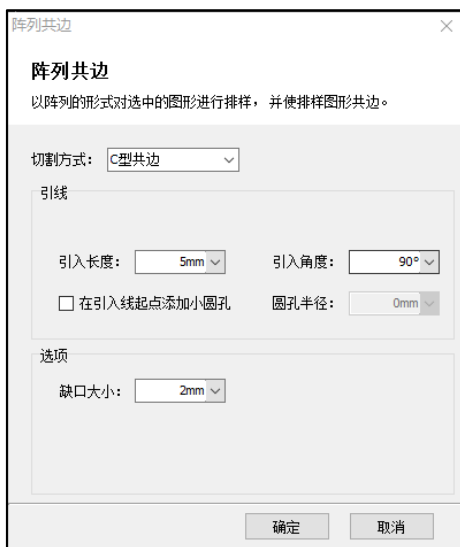 阵列共边
阵列共边
以阵列的形式对选中的图形进行排样，并使排样图形共边。
切割方式： C型共边
引线
引入长度： 5mm 引入角度： 90°
在引入线起点添加小圆孔 圆孔半径： 0mm
选项
缺口大小： 2mm
确定 取消